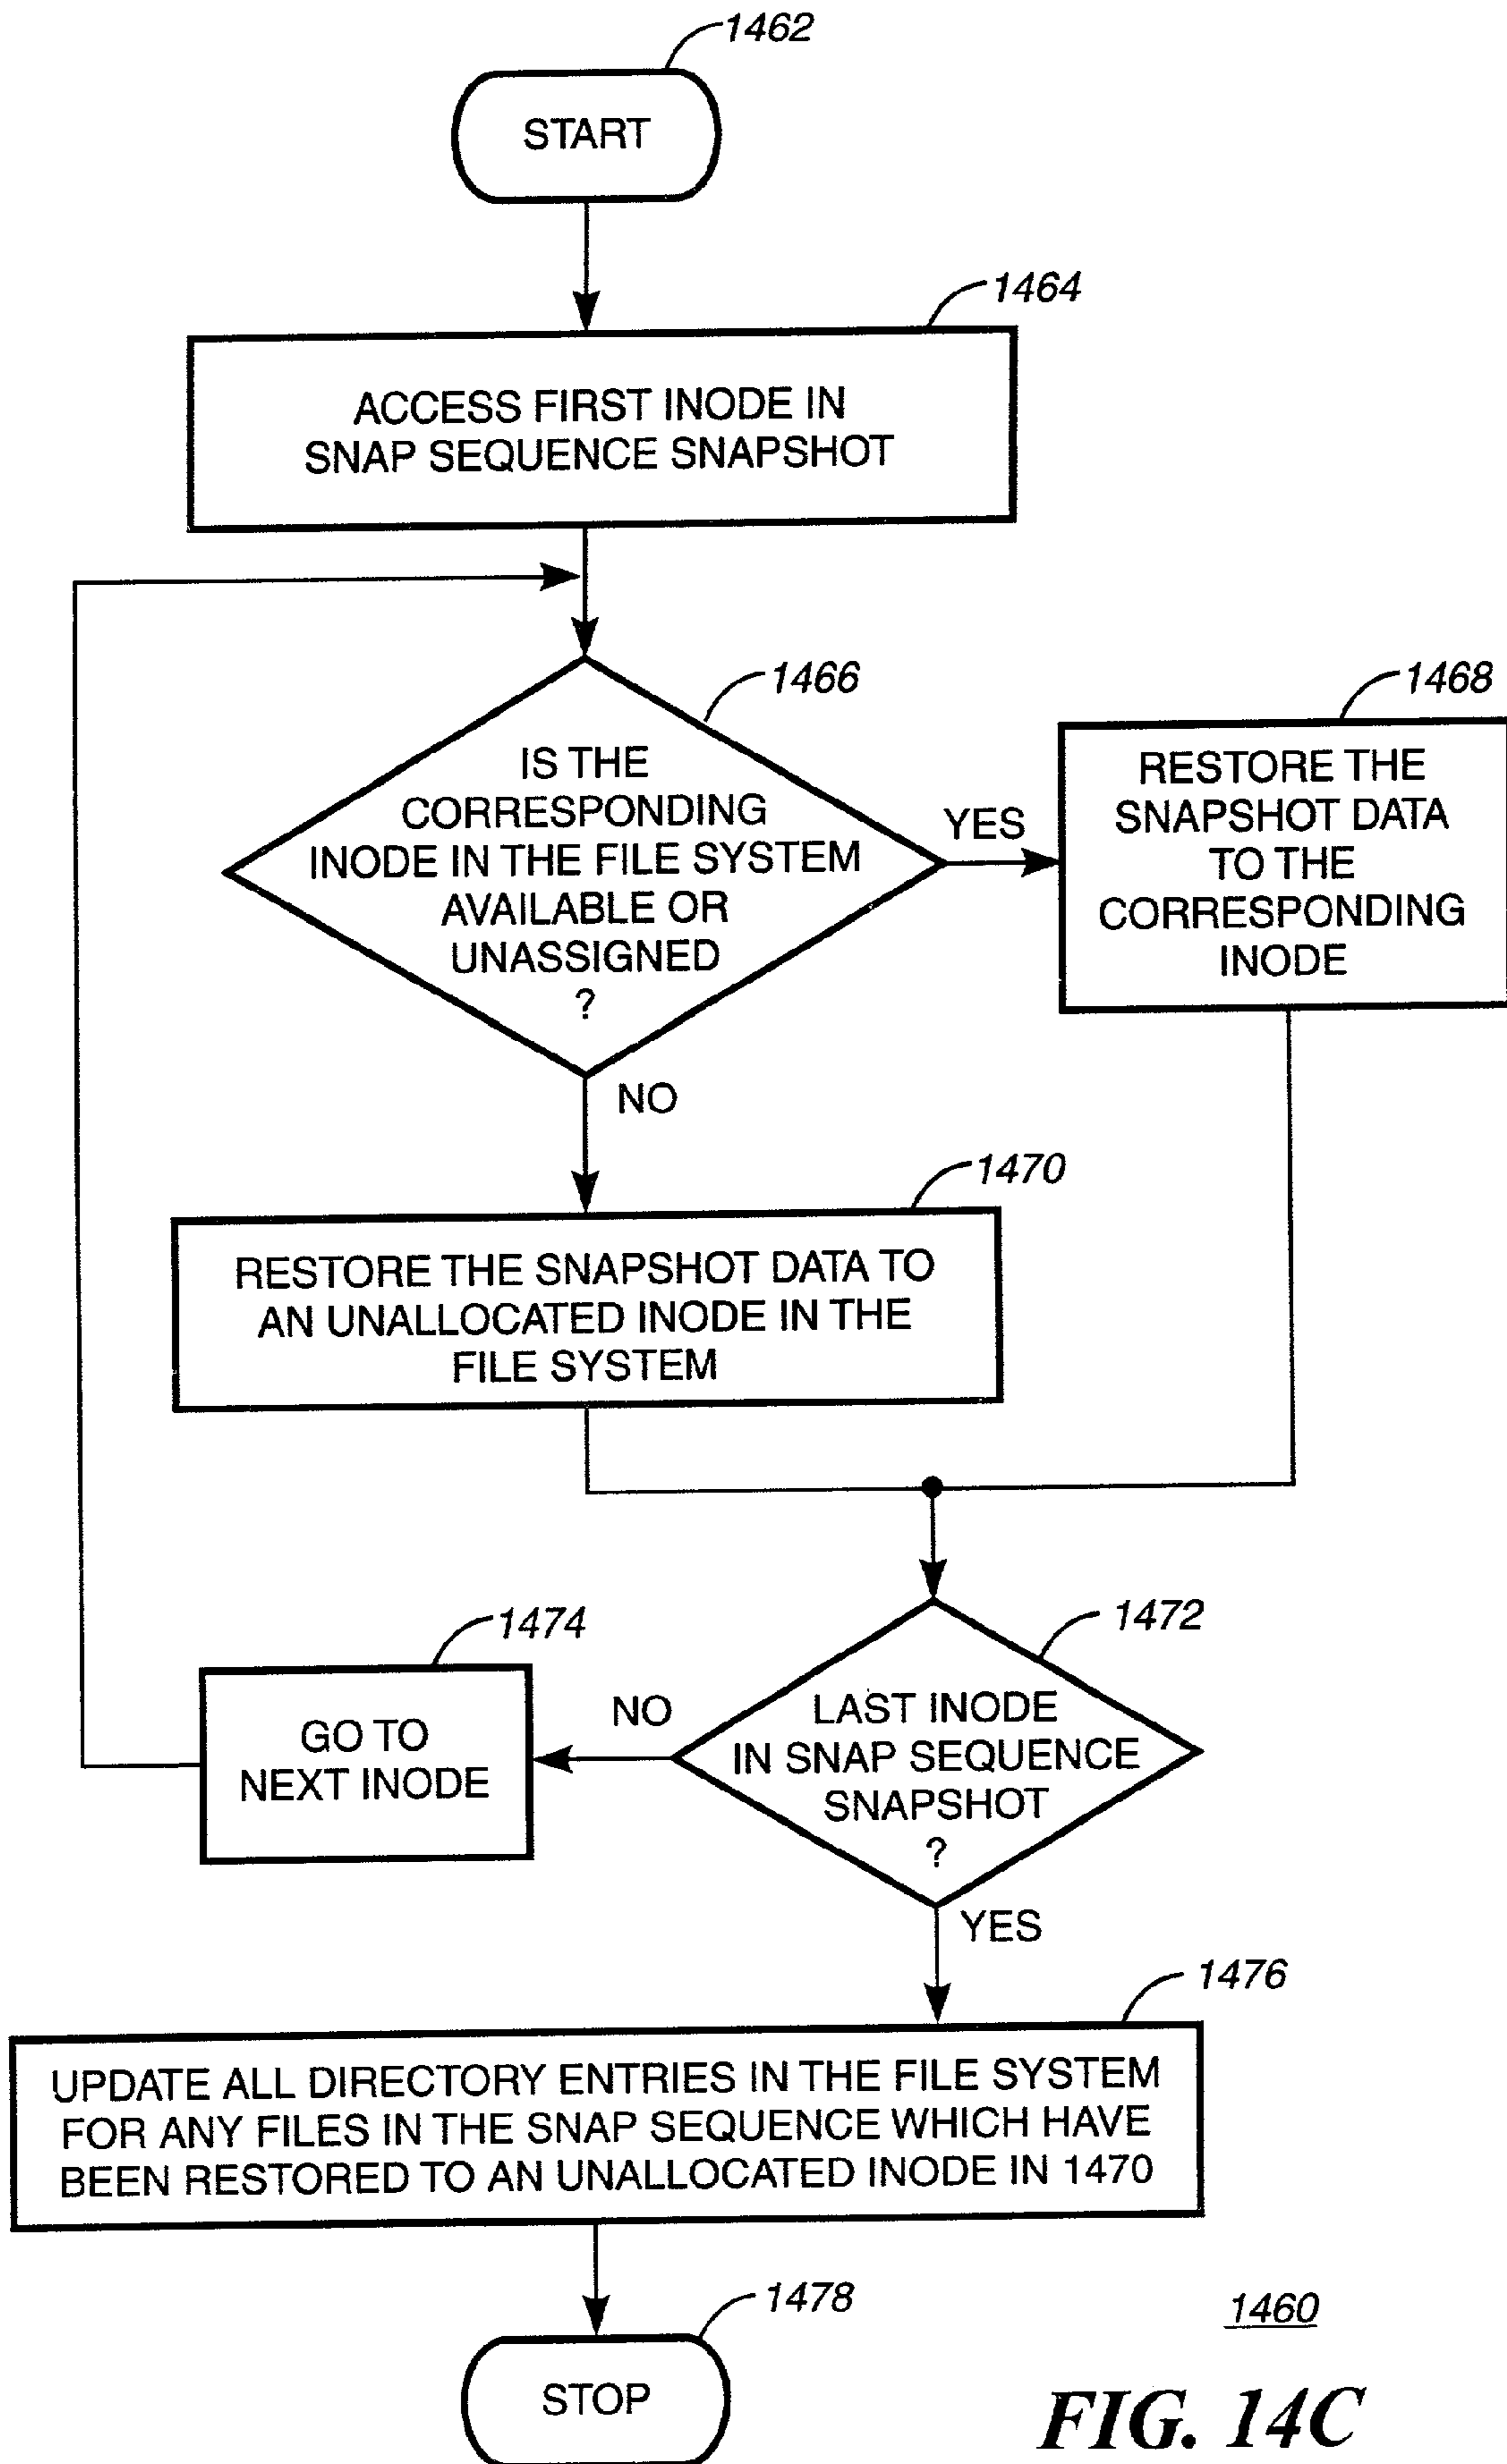 1462
START
1464
ACCESS FIRST INODE IN
SNAP SEQUENCE SNAPSHOT
1466
IS THE
CORRESPONDING
INODE IN THE FILE SYSTEM
AVAILABLE OR
UNASSIGNED
?
YES
1468
RESTORE THE
SNAPSHOT DATA
TO THE
CORRESPONDING
INODE
NO
1470
RESTORE THE SNAPSHOT DATA TO
AN UNALLOCATED INODE IN THE
FILE SYSTEM
1472
LAST INODE
IN SNAP SEQUENCE
SNAPSHOT
?
NO
1474
GO TO
NEXT INODE
YES
1476
UPDATE ALL DIRECTORY ENTRIES IN THE FILE SYSTEM
FOR ANY FILES IN THE SNAP SEQUENCE WHICH HAVE
BEEN RESTORED TO AN UNALLOCATED INODE IN 1470
1478
STOP
1460
FIG. 14C